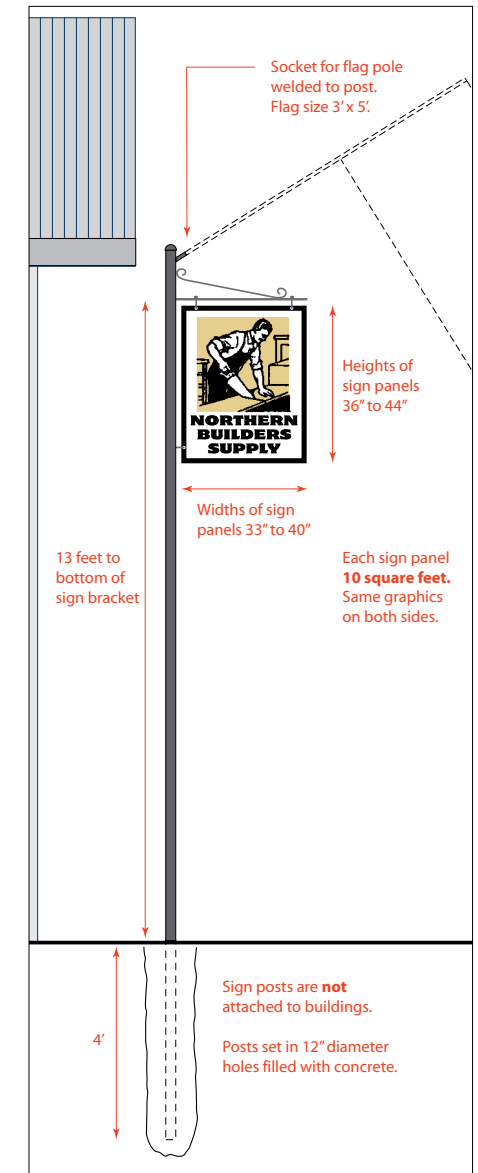 Socket for flag pole
welded to post.
Flag size 3’ x 5’.
NORTHERN
BUILDERS
SUPPLY
Heights of
sign panels
36” to 44”
Widths of sign
panels 33” to 40”
13 feet to
bottom of
sign bracket
Each sign panel
10 square feet.
Same graphics
on both sides.
4’
Sign posts are not
attached to buildings.
Posts set in 12” diameter
holes filled with concrete.